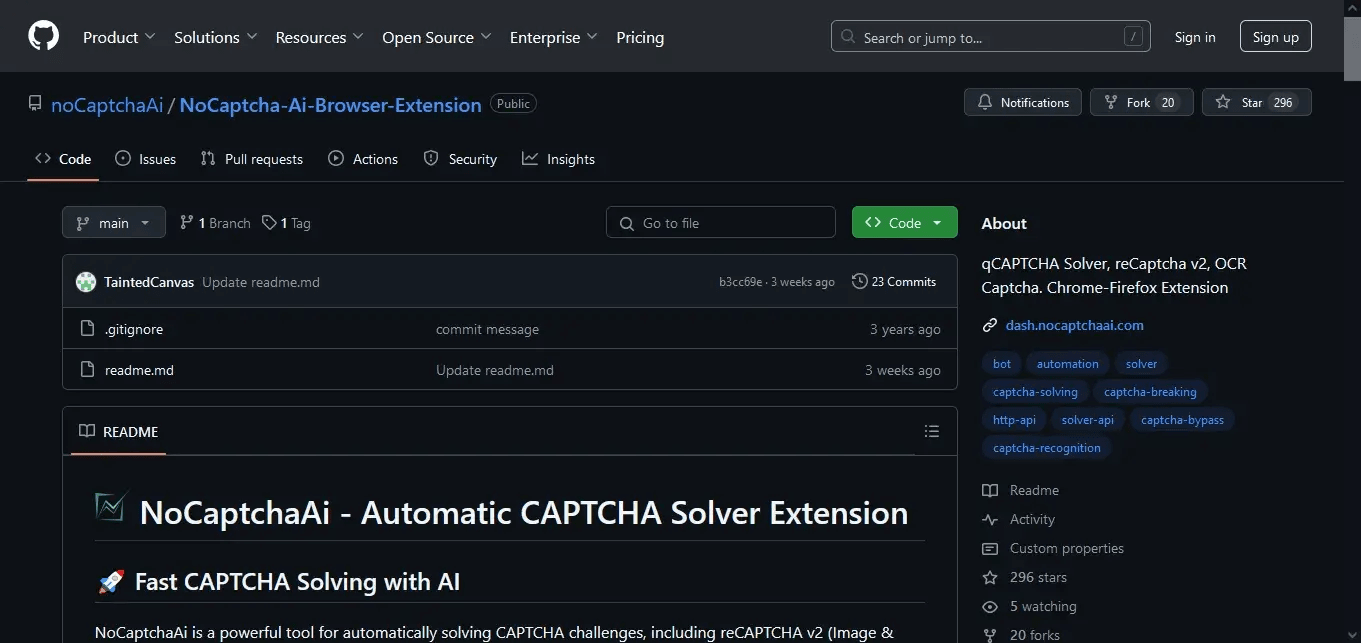 Product Solutions Resources Open Source Enterprise Pricing Search or jump to... / Sign in Sign up
noCaptchaAi / NoCaptcha-Ai-Browser-Extension Public Notifications Fork 20 Star 296
Code Issues Pull requests Actions Security Insights
main 1 Branch 1 Tag Go to file Code
TaintedCanvas Update readme.md b3cc69e · 3 weeks ago 23 Commits
.gitignore commit message 3 years ago
readme.md Update readme.md 3 weeks ago
README
NoCaptchaAi - Automatic CAPTCHA Solver Extension
🚀 Fast CAPTCHA Solving with AI
NoCaptchaAi is a powerful tool for automatically solving CAPTCHA challenges, including reCAPTCHA v2 (Image &
About
qCAPTCHA Solver, reCaptcha v2, OCR
Captcha. Chrome-Firefox Extension
dash.nocaptchaai.com
bot automation solver
captcha-solving captcha-breaking
http-api solver-api captcha-bypass
captcha-recognition
Readme
Activity
Custom properties
296 stars
5 watching
20 forks